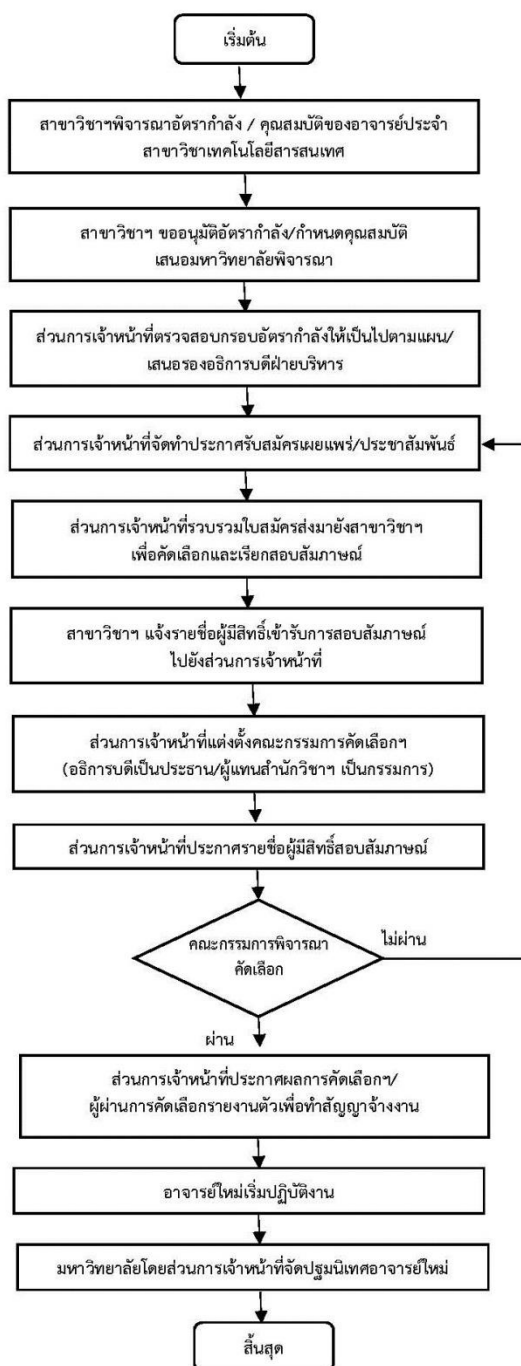 เริ่มต้น
สาขาวิชาฯพิจารณาอัตรากำลัง / คุณสมบัติของอาจารย์ประจำ
สาขาวิชาเทคโนโลยีสารสนเทศ
สาขาวิชาฯ ขออนุมัติอัตรากำลัง/กำหนดคุณสมบัติ
เสนอมหาวิทยาลัยพิจารณา
ส่วนการเจ้าหน้าที่ตรวจสอบกรอบอัตรากำลังให้เป็นไปตามแผน/
เสนอรองอธิการบดีฝ่ายบริหาร
ส่วนการเจ้าหน้าที่จัดทำประกาศรับสมัครเผยแพร่/ประชาสัมพันธ์
ส่วนการเจ้าหน้าที่รวบรวมใบสมัครส่งมายังสาขาวิชาฯ
เพื่อคัดเลือกและเรียกสอบสัมภาษณ์
สาขาวิชาฯ แจ้งรายชื่อผู้มีสิทธิ์เข้ารับการสอบสัมภาษณ์
ไปยังส่วนการเจ้าหน้าที่
ส่วนการเจ้าหน้าที่แต่งตั้งคณะกรรมการคัดเลือกฯ
(อธิการบดีเป็นประธาน/ผู้แทนสำนักวิชาฯ เป็นกรรมการ)
ส่วนการเจ้าหน้าที่ประกาศรายชื่อผู้มีสิทธิ์สอบสัมภาษณ์
คณะกรรมการพิจารณา
คัดเลือก
ไม่ผ่าน
ผ่าน
ส่วนการเจ้าหน้าที่ประกาศผลการคัดเลือกฯ/
ผู้ผ่านการคัดเลือกรายงานตัวเพื่อทำสัญญาจ้างงาน
อาจารย์ใหม่เริ่มปฏิบัติงาน
มหาวิทยาลัยโดยส่วนการเจ้าหน้าที่จัดปฐมนิเทศอาจารย์ใหม่
สิ้นสุด